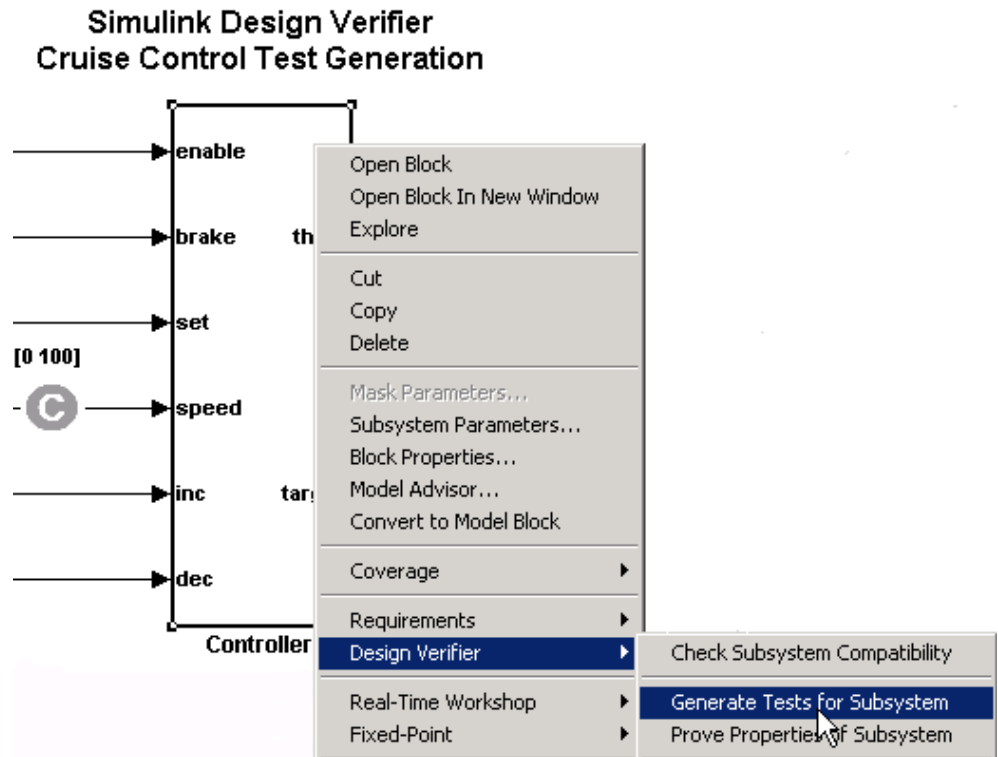 Simulink Design Verifier
Cruise Control Test Generation
enable
brake
set
[0 100]
C
speed
inc
dec
Controller
Open Block
Open Block In New Window
Explore
Cut
Copy
Delete
Mask Parameters...
Subsystem Parameters...
Block Properties...
Model Advisor...
Convert to Model Block
Coverage
Requirements
Design Verifier
Real-Time Workshop
Fixed-Point
Check Subsystem Compatibility
Generate Tests for Subsystem
Prove Properties of Subsystem